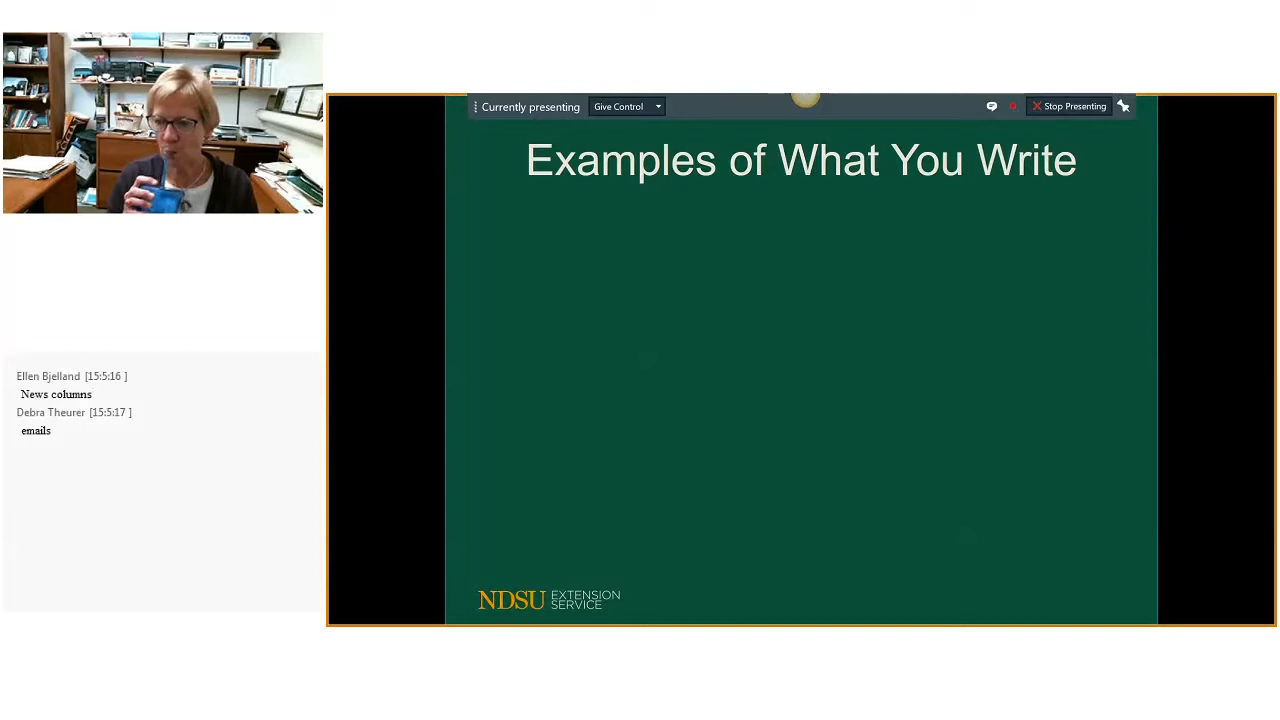 Currently presenting Give Control Stop Presenting
Examples of What You Write
Ellen Bjelland [15:5:16 ]
News columns
Debra Theurer [15:5:17 ]
emails
NDSU EXTENSION
SERVICE